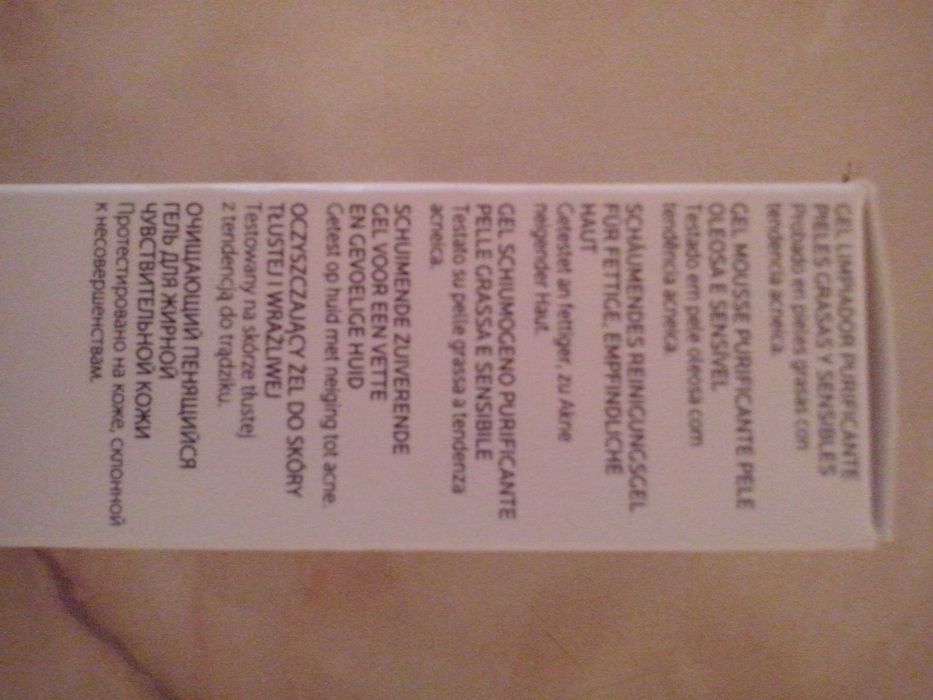 GEL LIMPIADOR PURIFICANTE
PIELES GRASAS Y SENSIBLES
Probado en pieles grasas con
tendencia acneica.
GEL MOUSSE PURIFICANTE PELE
OLEOSA E SENSÍVEL
Testado em pele oleosa com
tendência acneica.
SCHÄUMENDES REINIGUNGSGEL
FÜR FETTIGE, EMPFINDLICHE
HAUT
Getestet an fettiger, zu Akne
neigender Haut.
GEL SCHIUMOGENO PURIFICANTE
PELLE GRASSA E SENSIBILE
Testato su pelle grassa a tendenza
acneica.
SCHUIMENDE ZUIVERENDE
GEL VOOR EEN VETTE
EN GEVOELIGE HUID
Getest op huid met neiging tot acne.
OCZYSZCZAJĄCY ŻEL DO SKÓRY
TŁUSTEJ I WRAŻLIWEJ
Testowany na skórze tłustej
z tendencją do trądziku.
ОЧИЩАЮЩИЙ ПЕНЯЩИЙСЯ
ГЕЛЬ ДЛЯ ЖИРНОЙ
ЧУВСТВИТЕЛЬНОЙ КОЖИ
Протестировано на коже, склонной
к несовершенствам.